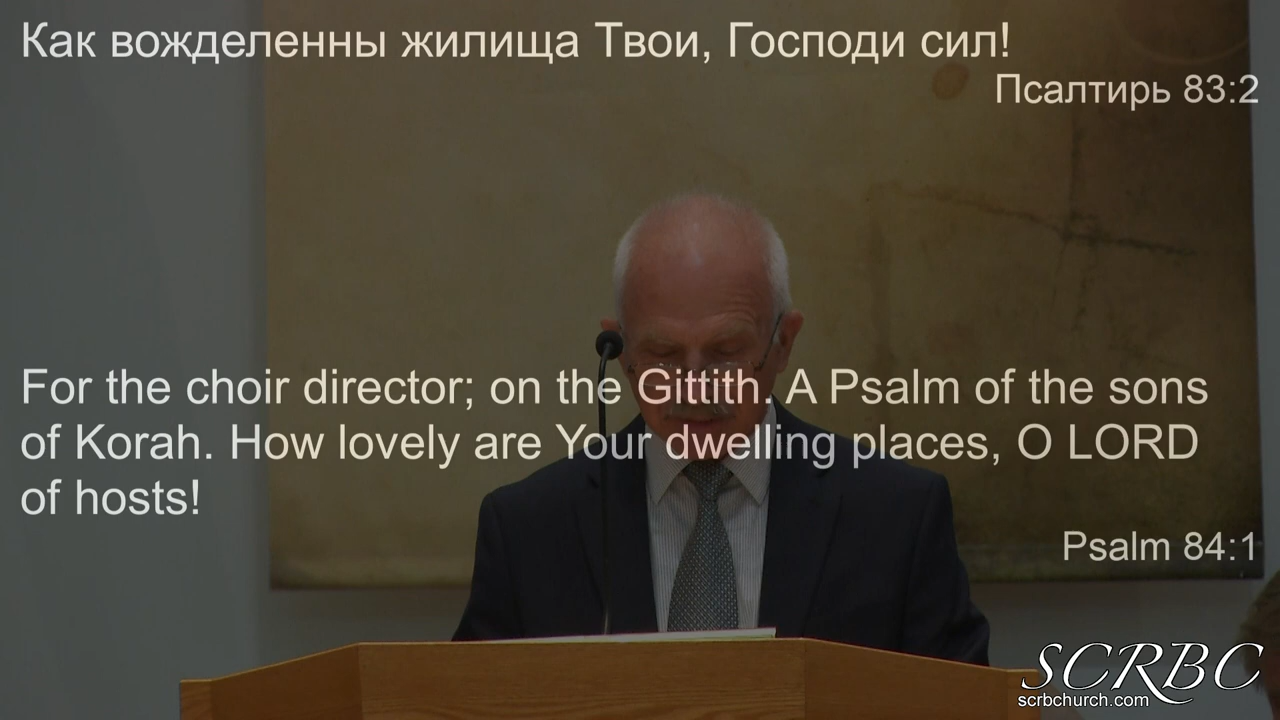 Как вожделенны жилища Твои, Господи сил!
Псалтирь 83:2
For the choir director; on the Gittith. A Psalm of the sons
of Korah. How lovely are Your dwelling places, O LORD
of hosts!
Psalm 84:1
SCRBC
scrbchurch.com